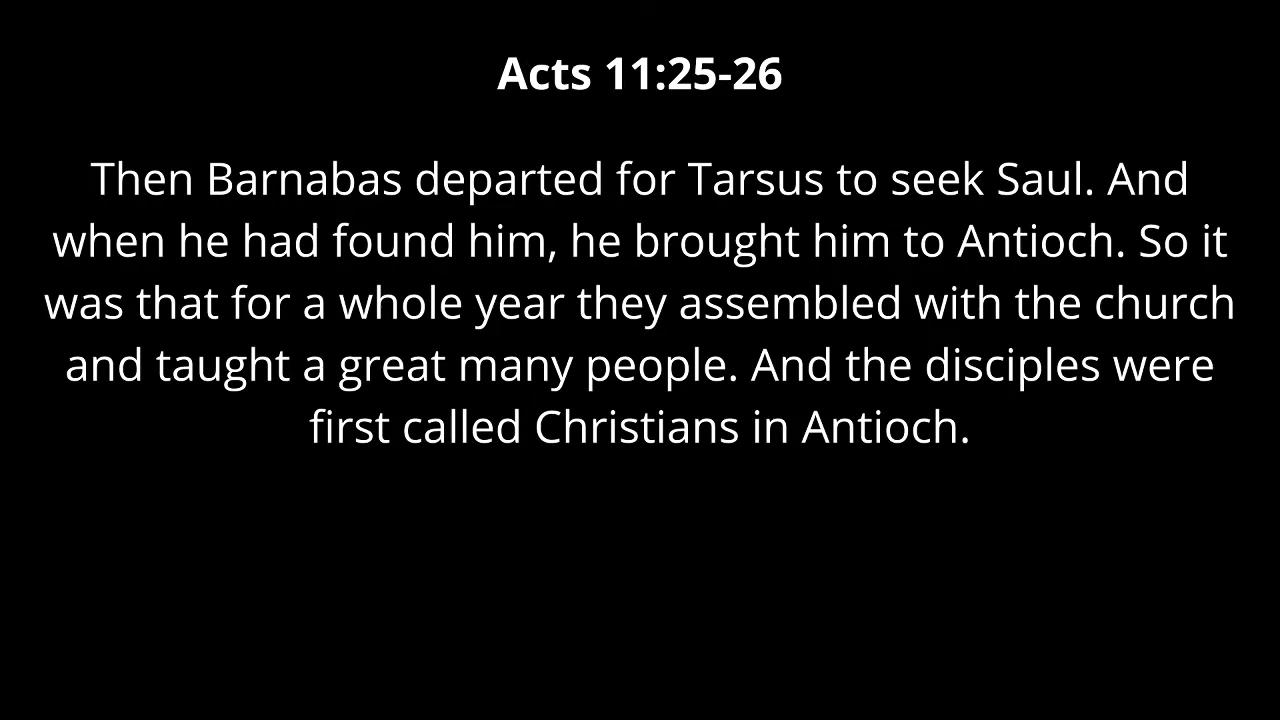 Acts 11:25-26
Then Barnabas departed for Tarsus to seek Saul. And
when he had found him, he brought him to Antioch. So it
was that for a whole year they assembled with the church
and taught a great many people. And the disciples were
first called Christians in Antioch.